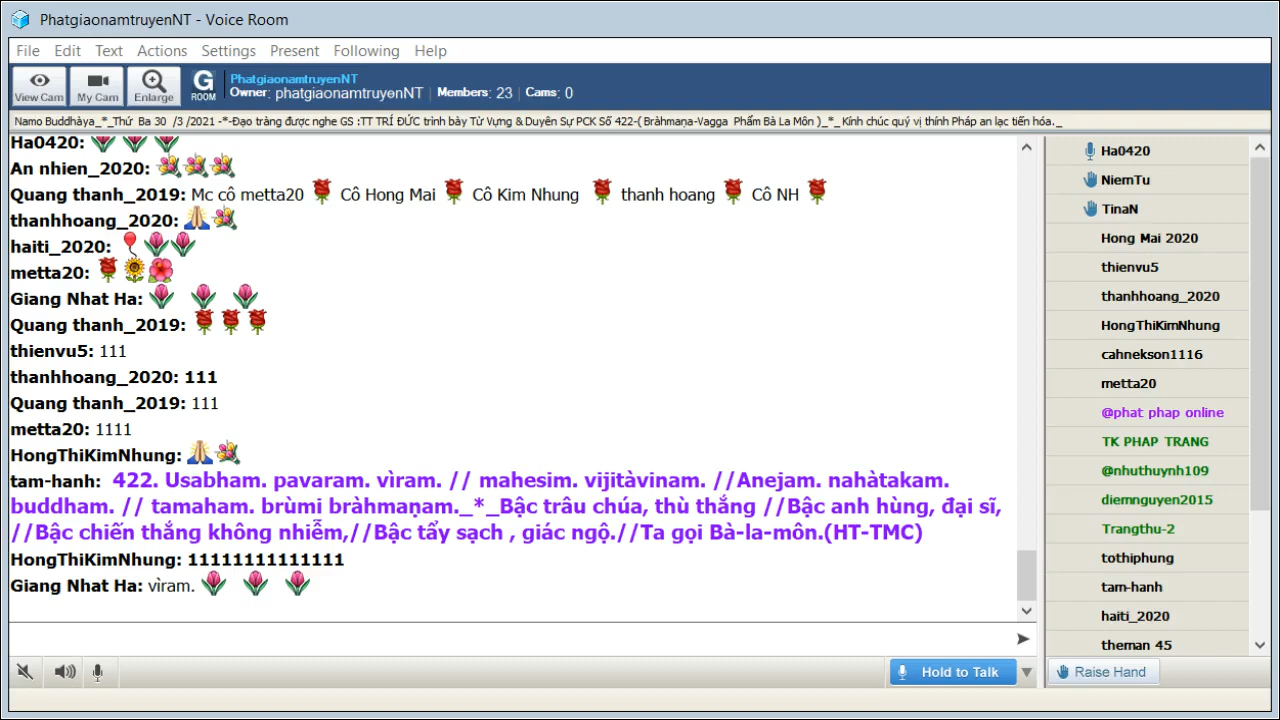 PhatgiaonamtruyenNT - Voice Room
File Edit Text Actions Settings Present Following Help
View Cam My Cam Enlarge G ROOM
PhatgiaonamtruyenNT
Owner: phatgiaonamtruyenNT | Members: 23 | Cams: 0
Namo Buddhàya_*_Thứ Ba 30 /3 /2021 -*-Đạo tràng được nghe GS :TT TRÍ ĐỨC trình bày Từ Vựng & Duyên Sự PCK Số 422-( Bràhmaṇa-Vagga Phẩm Bà La Môn )_*_ Kính chúc quý vị thính Pháp an lạc tiến hóa._
Ha0420:
An nhien_2020:
Quang thanh_2019: Mc cô metta20 Cô Hong Mai Cô Kim Nhung thanh hoang Cô NH
thanhhoang_2020:
haiti_2020:
metta20:
Giang Nhat Ha:
Quang thanh_2019:
thienvu5: 111
thanhhoang_2020: 111
Quang thanh_2019: 111
metta20: 1111
HongThiKimNhung:
tam-hanh: 422. Usabham. pavaram. vìram. // mahesim. vijitàvinam. //Anejam. nahàtakam.
buddham. // tamaham. brùmi bràhmaṇam._*_Bậc trâu chúa, thù thắng //Bậc anh hùng, đại sĩ,
//Bậc chiến thắng không nhiễm,//Bậc tẩy sạch , giác ngộ.//Ta gọi Bà-la-môn.(HT-TMC)
HongThiKimNhung: 11111111111111
Giang Nhat Ha: vìram.
Hold to Talk
Ha0420
NiemTu
TinaN
Hong Mai 2020
thienvu5
thanhhoang_2020
HongThiKimNhung
cahnekson1116
metta20
@phat phap online
TK PHAP TRANG
@nhuthuynh109
diemnguyen2015
Trangthu-2
tothiphung
tam-hanh
haiti_2020
theman 45
Raise Hand